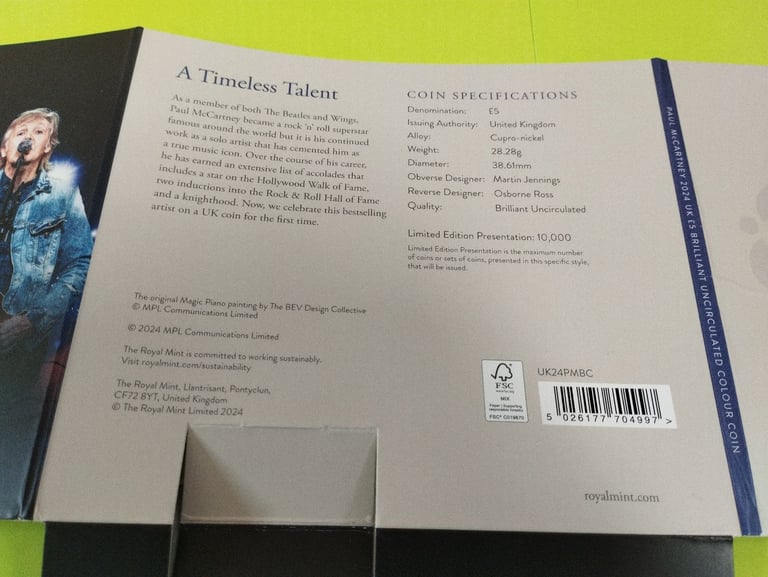 A Timeless Talent
As a member of both The Beatles and Wings,
Paul McCartney became a rock 'n' roll superstar
famous around the world but it is his continued
work as a solo artist that has cemented him as
a true music icon. Over the course of his career,
he has earned an extensive list of accolades that
includes a star on the Hollywood Walk of Fame,
two inductions into the Rock & Roll Hall of Fame
and a knighthood. Now, we celebrate this bestselling
artist on a UK coin for the first time.
The original Magic Piano painting by The BEV Design Collective
© MPL Communications Limited
© 2024 MPL Communications Limited
The Royal Mint is committed to working sustainably.
Visit royalmint.com/sustainability
The Royal Mint, Llantrisant, Pontyclun,
CF72 8YT, United Kingdom
© The Royal Mint Limited 2024
COIN SPECIFICATIONS
Denomination: £5
Issuing Authority: United Kingdom
Alloy: Cupro-nickel
Weight: 28.28g
Diameter: 38.61mm
Obverse Designer: Martin Jennings
Reverse Designer: Osborne Ross
Quality: Brilliant Uncirculated
Limited Edition Presentation: 10,000
Limited Edition Presentation is the maximum number
of coins or sets of coins, presented in this specific style,
that will be issued.
FSC
MIX
Paper | Supporting
responsible forestry
FSC® C019870
UK24PMBC
5 026177 704997 >
royalmint.com
PAUL McCARTNEY 2024 UK £5 BRILLIANT UNCIRCULATED COLOUR COIN